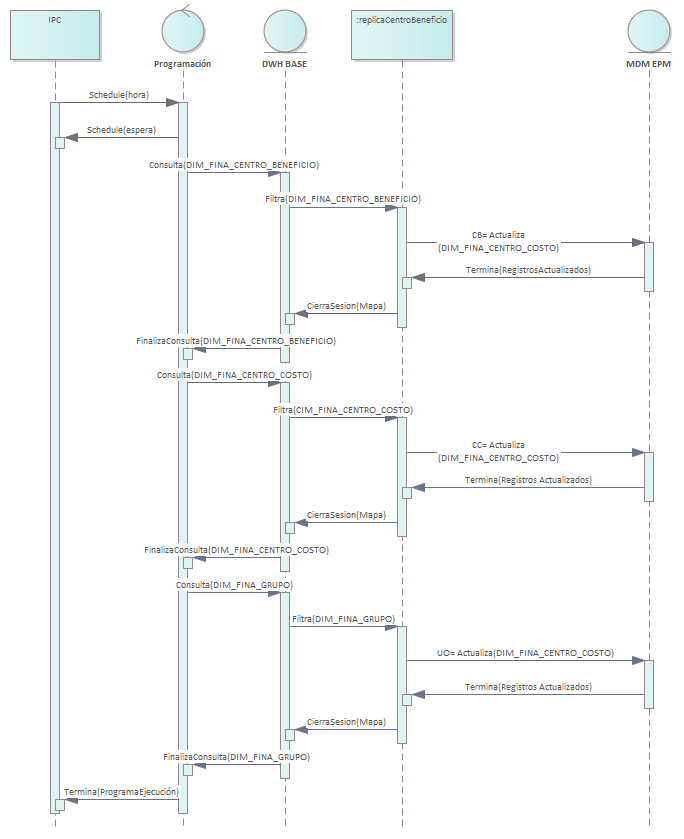 IPC
:replicaCentroBeneficio
Programación
DWH BASE
MDM EPM
Schedule(hora)
Schedule(espera)
Consulta(DIM_FINA_CENTRO_BENEFICIO)
Filtra(DIM_FINA_CENTRO_BENEFICIO)
CB= Actualiza
(DIM_FINA_CENTRO_COSTO)
Termina(RegistrosActualizados)
CierraSesion(Mapa)
FinalizaConsulta(DIM_FINA_CENTRO_BENEFICIO)
Consulta(DIM_FINA_CENTRO_COSTO)
Filtra(CIM_FINA_CENTRO_COSTO)
CC= Actualiza
(DIM_FINA_CENTRO_COSTO)
Termina(Registros Actualizados)
CierraSesion(Mapa)
FinalizaConsulta(DIM_FINA_CENTRO_COSTO)
Consulta(DIM_FINA_GRUPO)
Filtra(DIM_FINA_GRUPO)
UO= Actualiza(DIM_FINA_CENTRO_COSTO)
Termina(Registros Actualizados)
CierraSesion(Mapa)
FinalizaConsulta(DIM_FINA_GRUPO)
Termina(ProgramaEjecución)